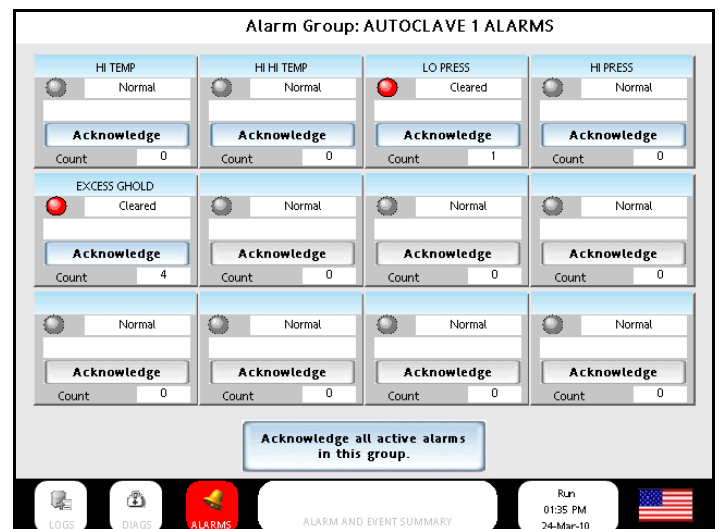 Alarm Group: AUTOCLAVE 1 ALARMS
HI TEMP HI HI TEMP LO PRESS HI PRESS
Normal Normal Cleared Normal
Acknowledge Acknowledge Acknowledge Acknowledge
Count 0 Count 0 Count 1 Count 0
EXCESS GHOLD
Cleared Normal Normal Normal
Acknowledge Acknowledge Acknowledge Acknowledge
Count 4 Count 0 Count 0 Count 0
Normal Normal Normal Normal
Acknowledge Acknowledge Acknowledge Acknowledge
Count 0 Count 0 Count 0 Count 0
Acknowledge all active alarms
in this group.
Run
01:35 PM
LOGS DIAGS ALARMS ALARM AND EVENT SUMMARY 24-Mar-10